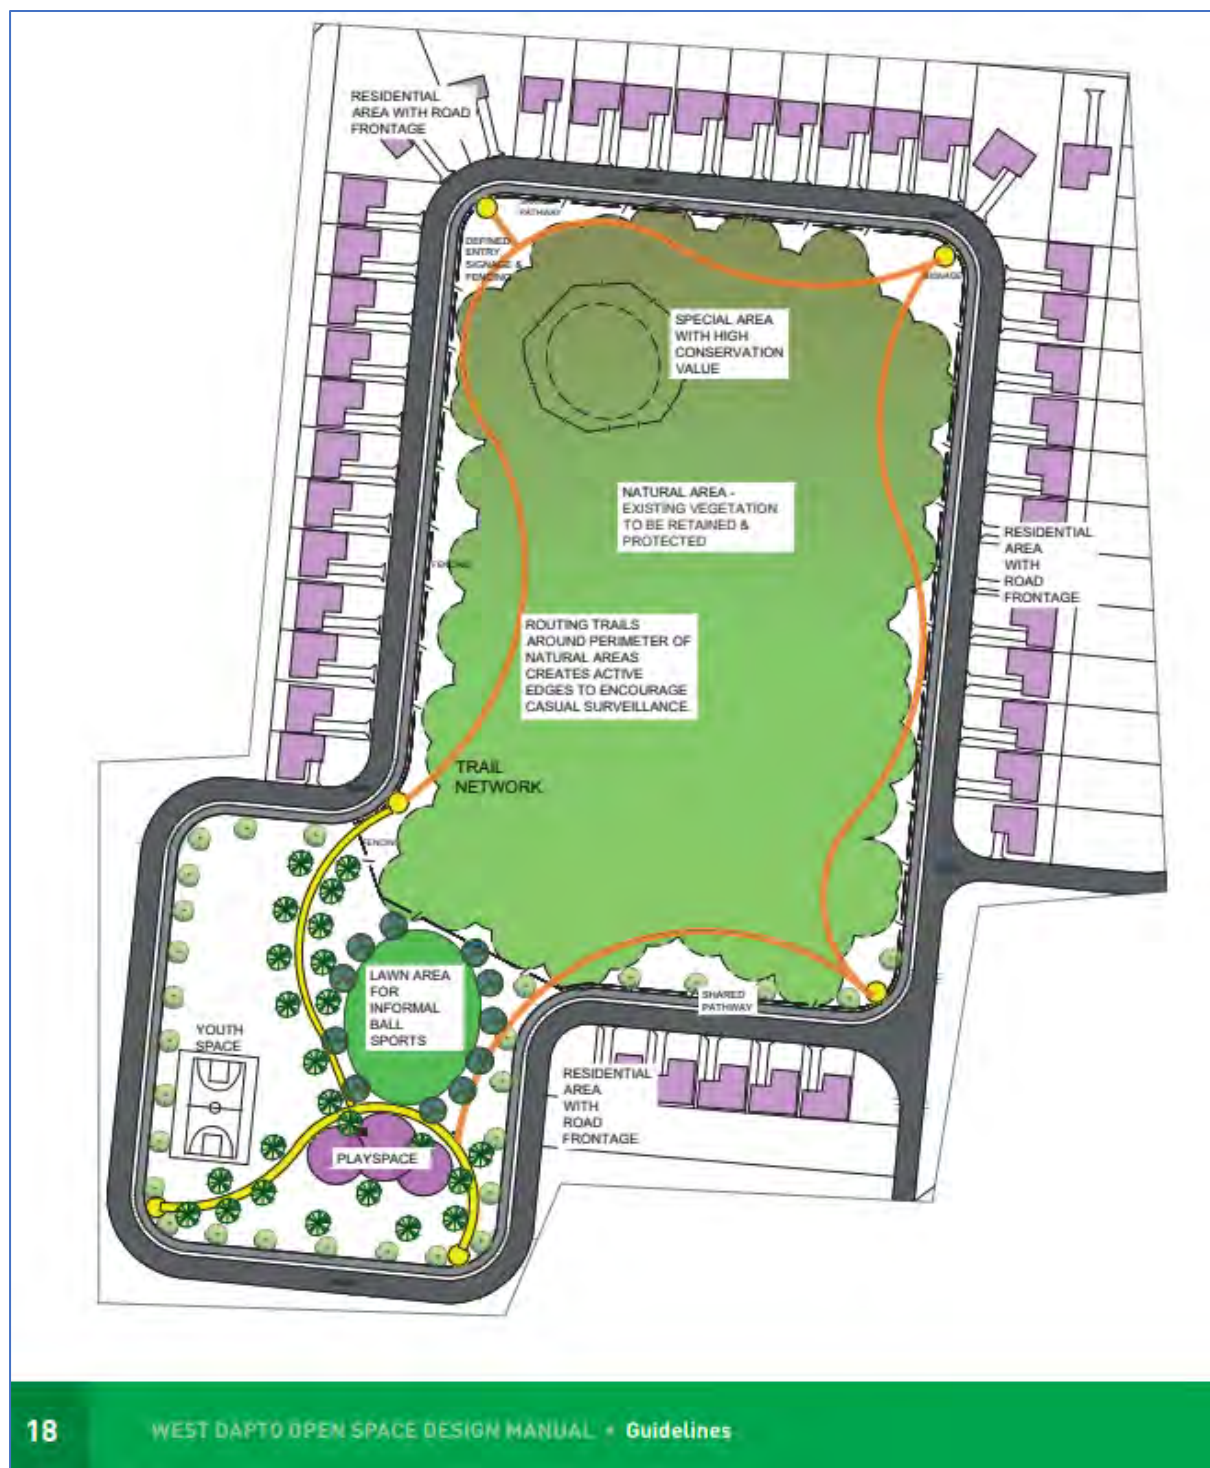 RESIDENTIAL
AREA WITH ROAD
FRONTAGE
PATHWAY
DEFINED
ENTRY
SIGNAGE &
FENCING
SIGNAGE
SPECIAL AREA
WITH HIGH
CONSERVATION
VALUE
NATURAL AREA -
EXISTING VEGETATION
TO BE RETAINED &
PROTECTED
RESIDENTIAL
AREA
WITH
ROAD
FRONTAGE
FENCING
ROUTING TRAILS
AROUND PERIMETER OF
NATURAL AREAS
CREATES ACTIVE
EDGES TO ENCOURAGE
CASUAL SURVEILLANCE.
TRAIL
NETWORK
FENCING
LAWN AREA
FOR
INFORMAL
BALL
SPORTS
SHARED
PATHWAY
YOUTH
SPACE
RESIDENTIAL
AREA
WITH
ROAD
FRONTAGE
PLAYSPACE
18
WEST DAPTO OPEN SPACE DESIGN MANUAL • Guidelines